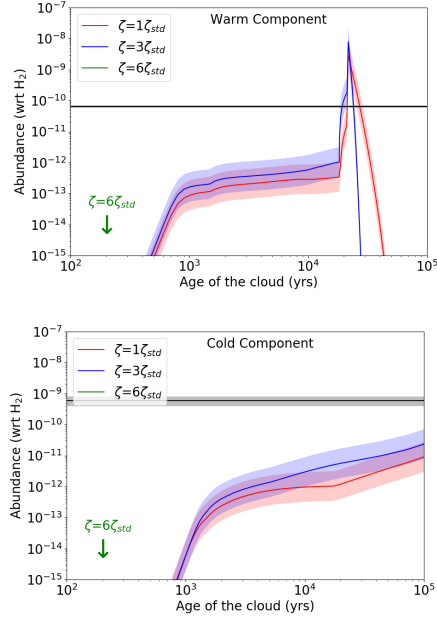 Warm Component
ζ=1ζstd
ζ=3ζstd
ζ=6ζstd
Abundance (wrt H2)
10−7
10−8
10−9
10−10
10−11
10−12
10−13
10−14
10−15
ζ=6ζstd
102 103 104 105
Age of the cloud (yrs)
Cold Component
ζ=1ζstd
ζ=3ζstd
ζ=6ζstd
Abundance (wrt H2)
10−7
10−8
10−9
10−10
10−11
10−12
10−13
10−14
10−15
ζ=6ζstd
102 103 104 105
Age of the cloud (yrs)